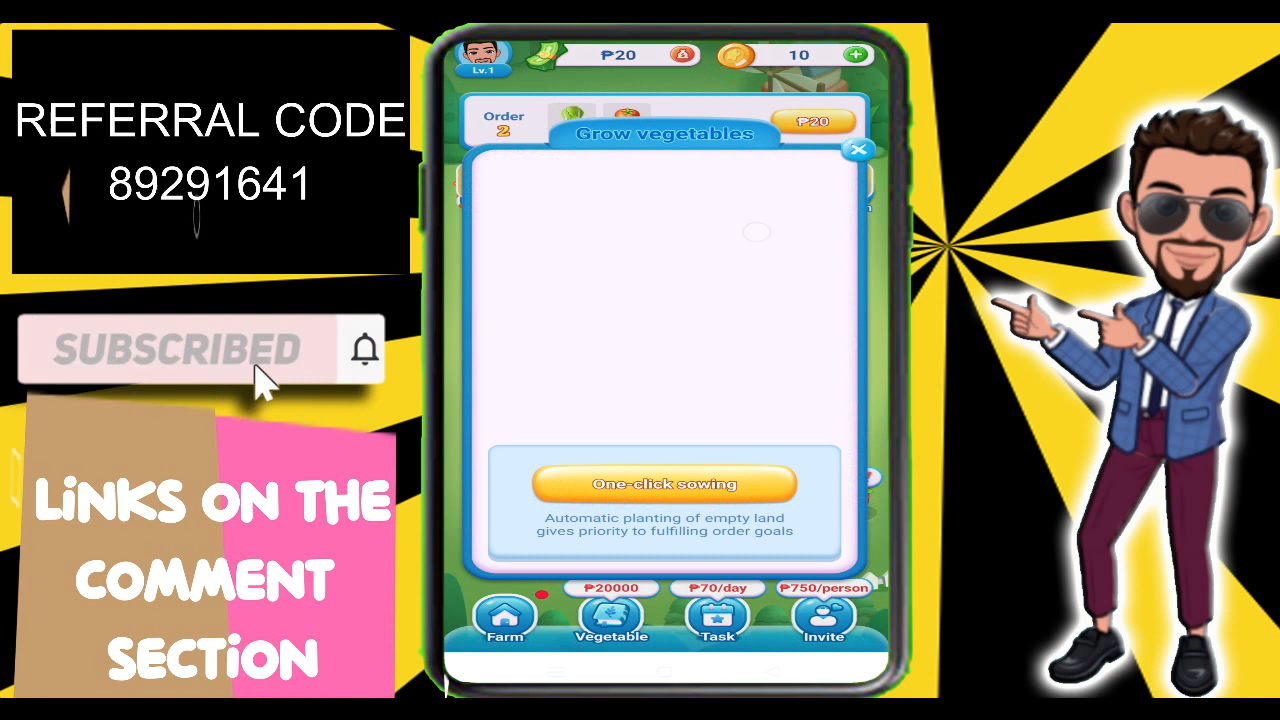 REFERRAL CODE
89291641
SUBSCRIBED
LiNKS ON THE
COMMENT
SECTiON
Lv.1
₱20
10
Order
2
₱20
Grow vegetables
One-click sowing
Automatic planting of empty land
gives priority to fulfilling order goals
₱20000
₱70/day
₱750/person
Farm
Vegetable
Task
Invite